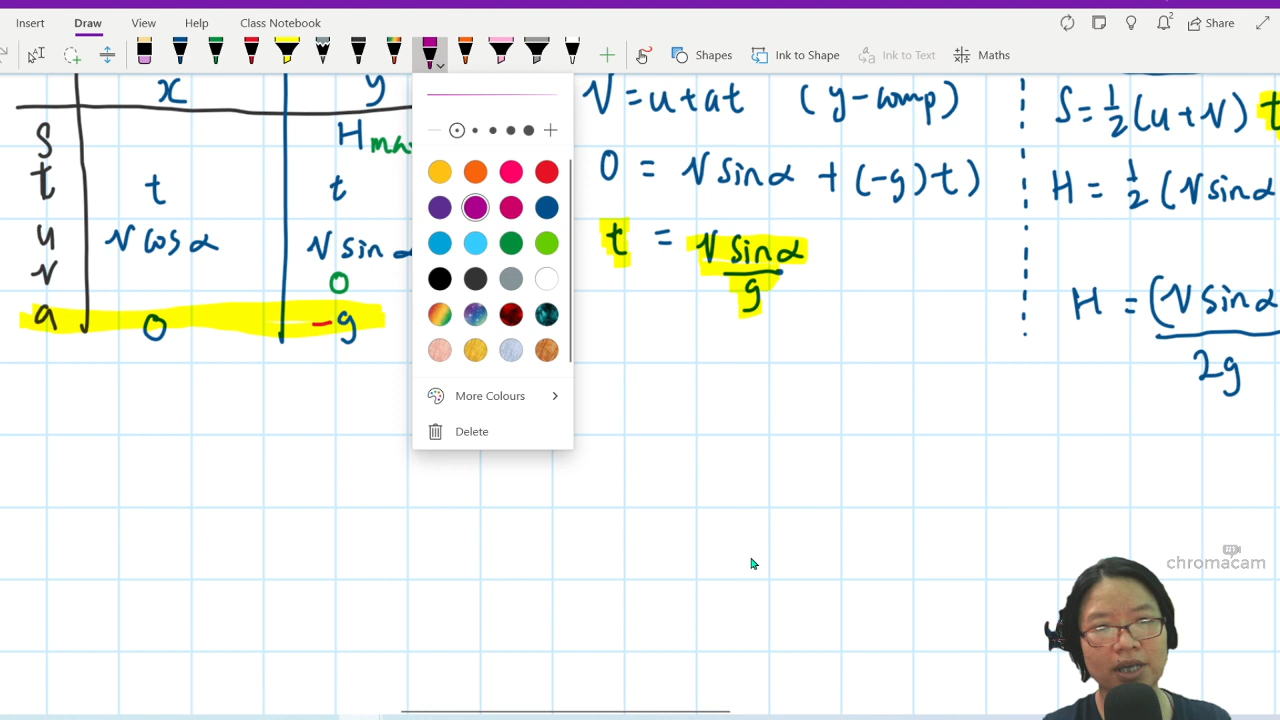 Insert Draw View Help Class Notebook 2 Share
Shapes Ink to Shape Ink to Text Maths
x y
S H
t t t
u v cos α v sin α
v 0
a 0 -g
More Colours
Delete
V = u + at (y-comp)
0 = v sin α + (-g)t)
t = v sin α
g
S = ½ (u + v) t
H = ½ (v sin α
H = (v sin α
2g
chromacam